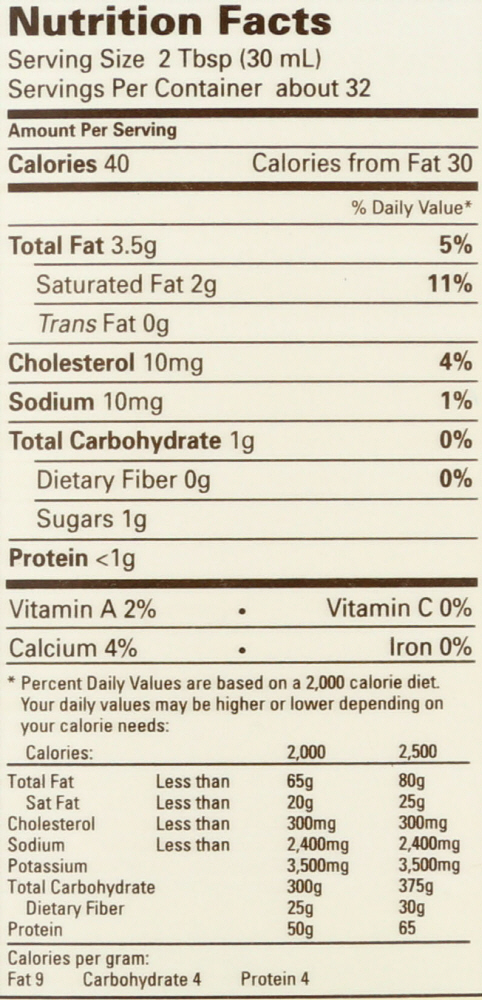 Nutrition Facts
Serving Size 2 Tbsp (30 mL)
Servings Per Container about 32
Amount Per Serving
Calories 40 Calories from Fat 30
% Daily Value*
Total Fat 3.5g 5%
Saturated Fat 2g 11%
Trans Fat 0g
Cholesterol 10mg 4%
Sodium 10mg 1%
Total Carbohydrate 1g 0%
Dietary Fiber 0g 0%
Sugars 1g
Protein <1g
Vitamin A 2% • Vitamin C 0%
Calcium 4% • Iron 0%
* Percent Daily Values are based on a 2,000 calorie diet.
Your daily values may be higher or lower depending on
your calorie needs:
Calories: 2,000 2,500
Total Fat Less than 65g 80g
Sat Fat Less than 20g 25g
Cholesterol Less than 300mg 300mg
Sodium Less than 2,400mg 2,400mg
Potassium 3,500mg 3,500mg
Total Carbohydrate 300g 375g
Dietary Fiber 25g 30g
Protein 50g 65
Calories per gram:
Fat 9 Carbohydrate 4 Protein 4